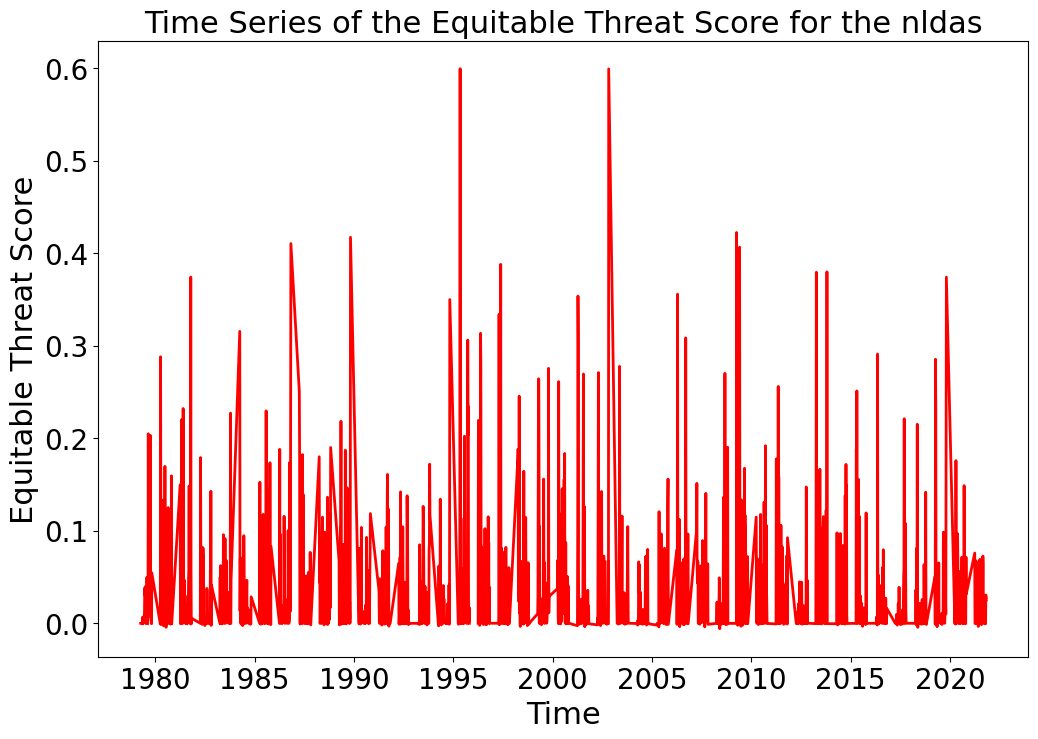 Time Series of the Equitable Threat Score for the nldas
0.6
0.5
0.4
0.3
0.2
0.1
0.0
Equitable Threat Score
1980 1985 1990 1995 2000 2005 2010 2015 2020
Time